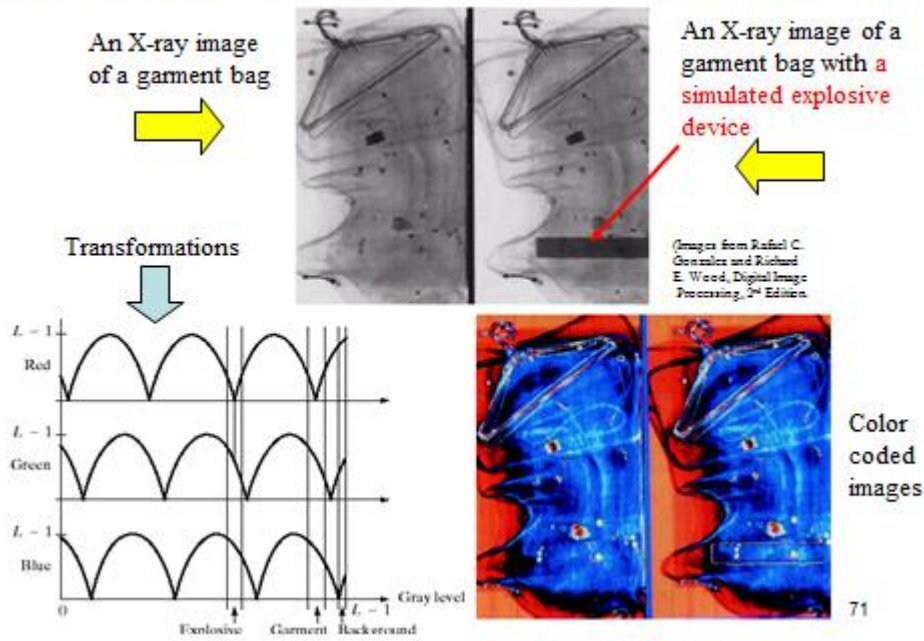 An X-ray image
of a garment bag
An X-ray image of a
garment bag with a
simulated explosive
device
(Images from Rafael C.
Gonzalez and Richard
E. Wood, Digital Image
Processing, 2nd Edition.
Transformations
L − 1
Red
L − 1
Green
L − 1
Blue
0
L − 1
Gray level
Explosive
Garment
Background
Color
coded
images
71